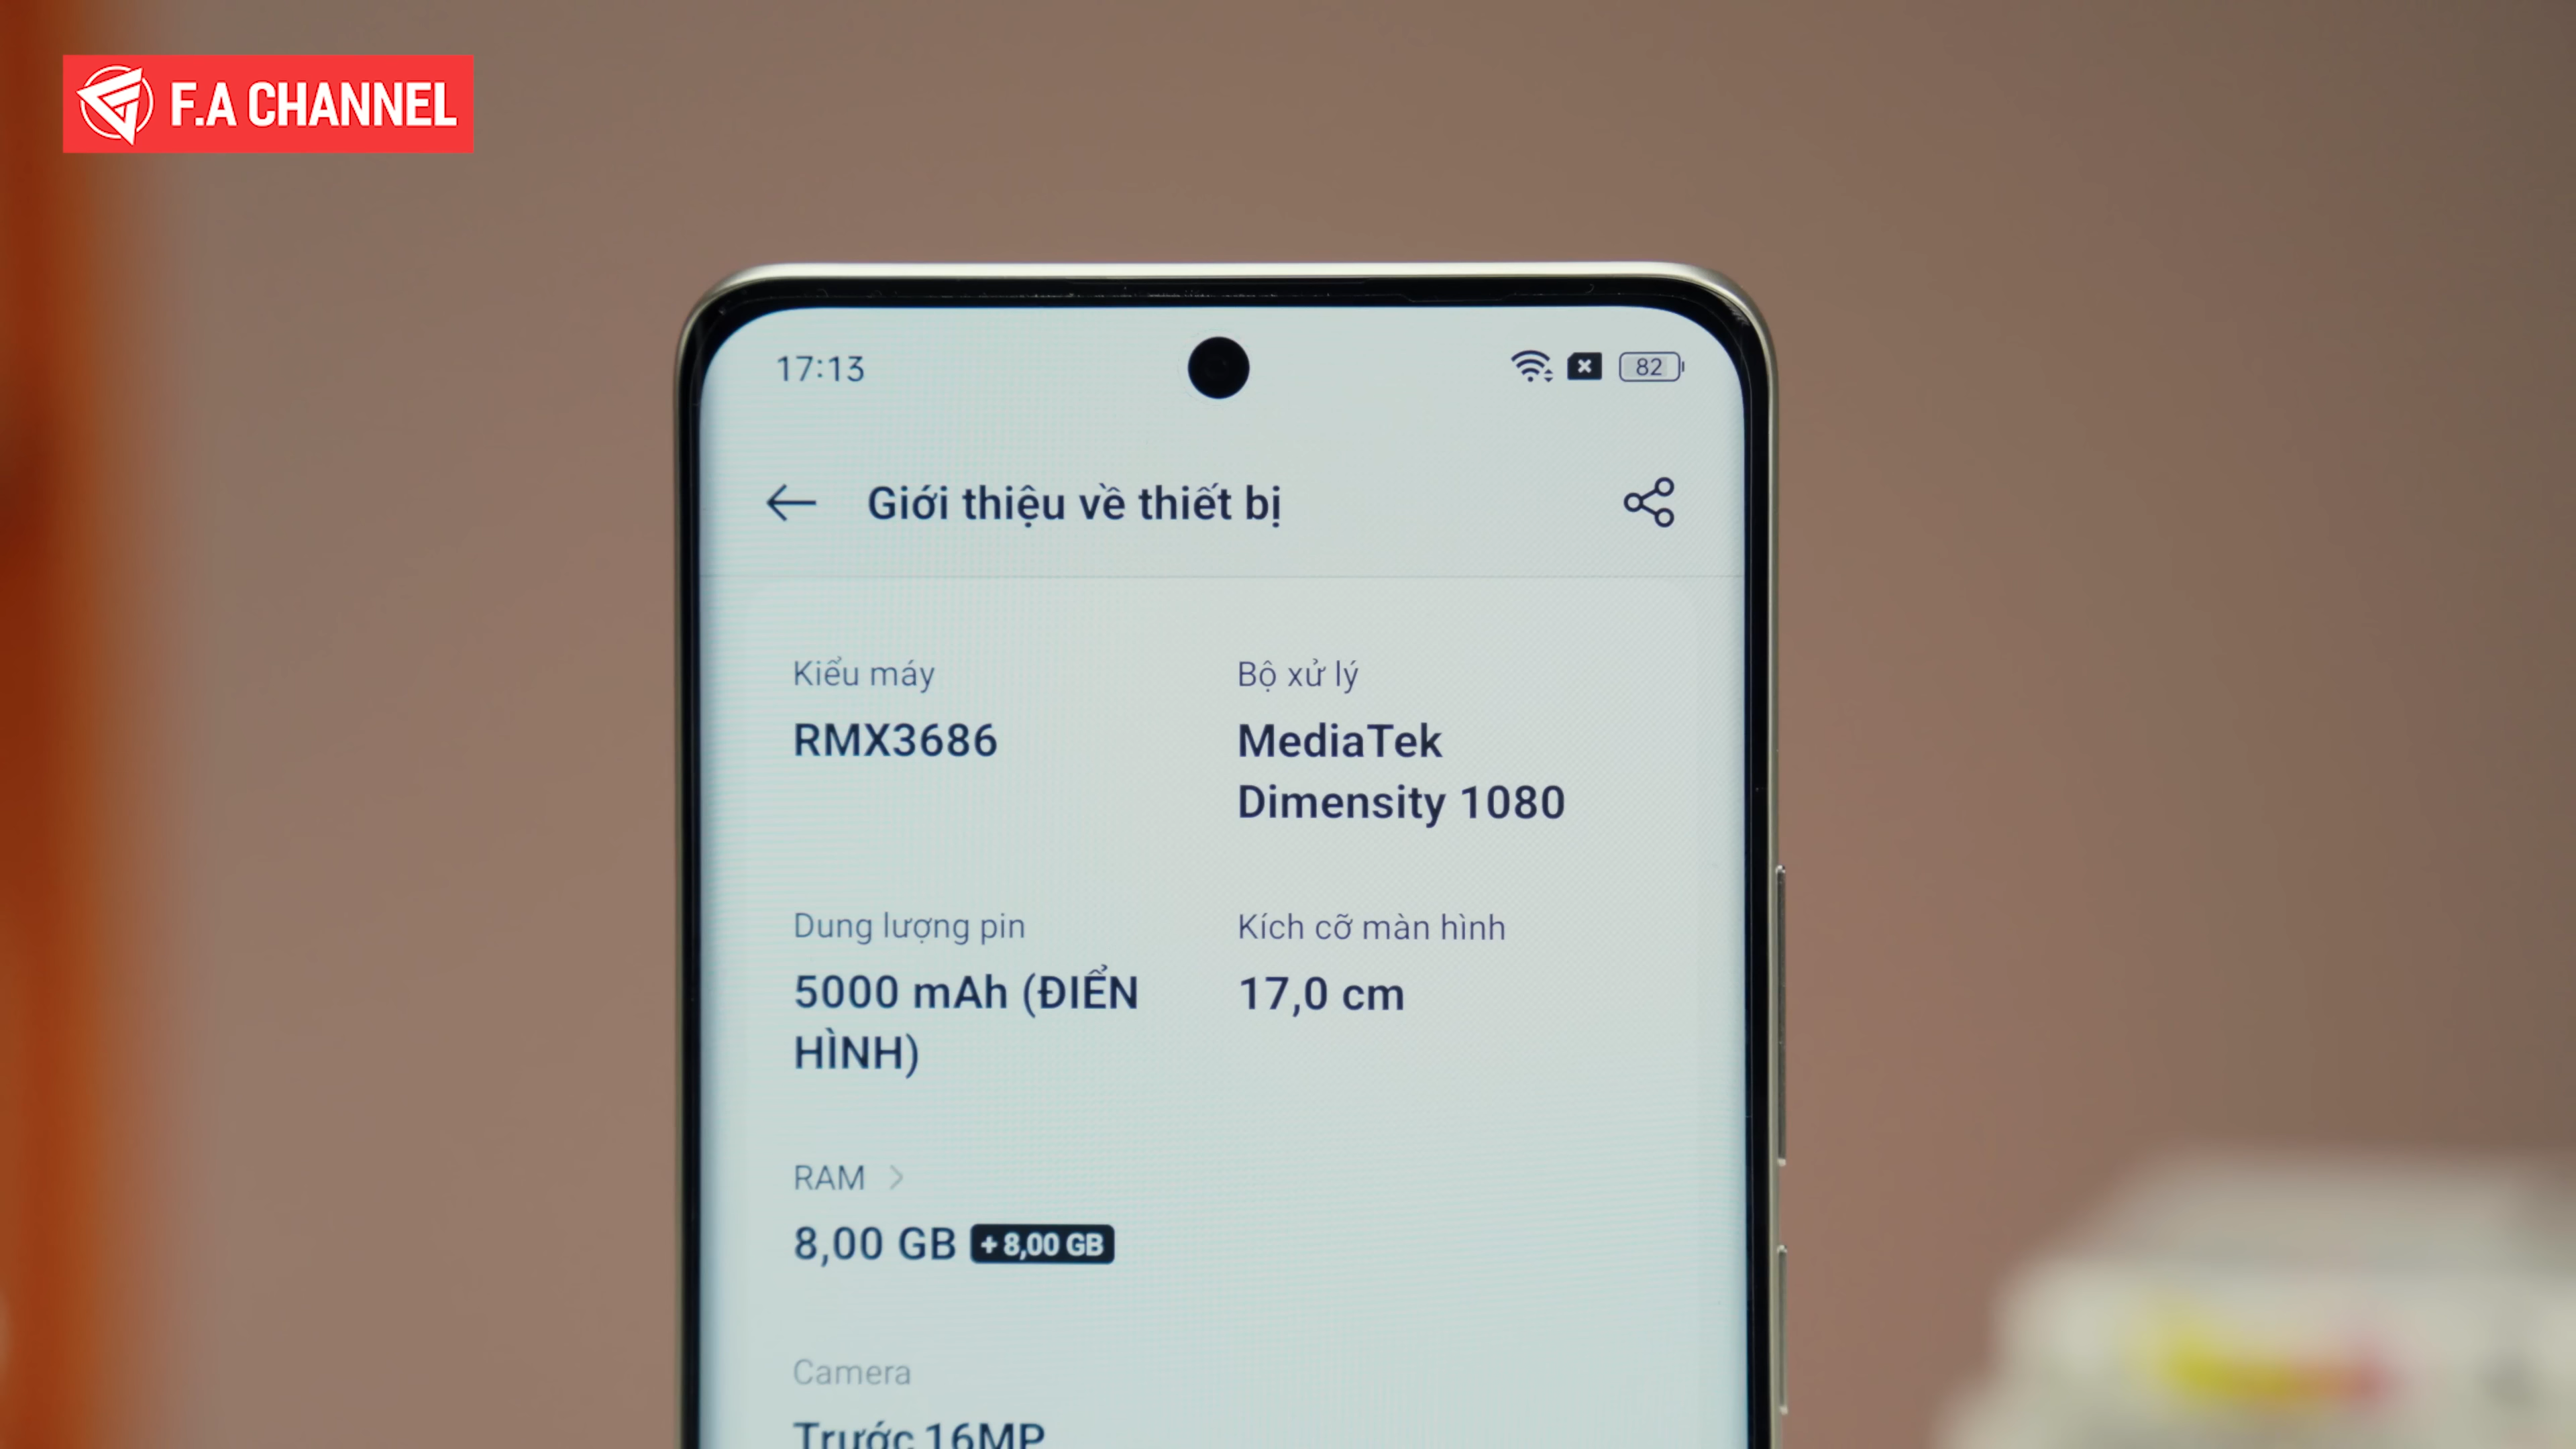 F.A CHANNEL
17:13
82
Giới thiệu về thiết bị
Kiểu máy
Bộ xử lý
RMX3686
MediaTek
Dimensity 1080
Dung lượng pin
Kích cỡ màn hình
5000 mAh (ĐIỂN
HÌNH)
17,0 cm
RAM
8,00 GB + 8,00 GB
Camera
Trước 16MP